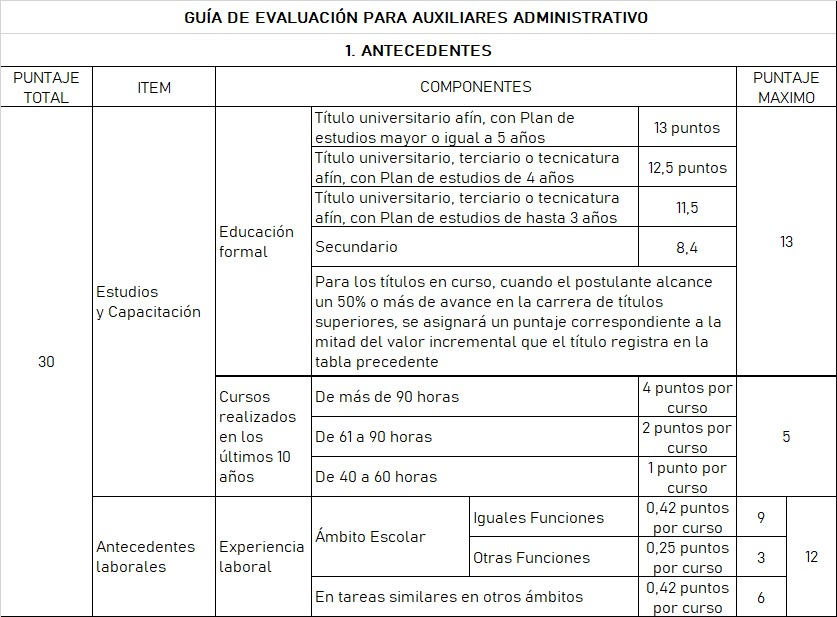 GUÍA DE EVALUACIÓN PARA AUXILIARES ADMINISTRATIVO
1. ANTECEDENTES
PUNTAJE
TOTAL
ITEM
COMPONENTES
PUNTAJE
MAXIMO
30
Estudios
y Capacitación
Educación
formal
Título universitario afín, con Plan de
estudios mayor o igual a 5 años
13 puntos
Título universitario, terciario o tecnicatura
afín, con Plan de estudios de 4 años
12,5 puntos
Título universitario, terciario o tecnicatura
afín, con Plan de estudios de hasta 3 años
11,5
Secundario
8,4
Para los títulos en curso, cuando el postulante alcance
un 50% o más de avance en la carrera de títulos
superiores, se asignará un puntaje correspondiente a la
mitad del valor incremental que el título registra en la
tabla precedente
13
Cursos
realizados
en los
últimos 10
años
De más de 90 horas
4 puntos por
curso
De 61 a 90 horas
2 puntos por
curso
De 40 a 60 horas
1 punto por
curso
5
Antecedentes
laborales
Experiencia
laboral
Ámbito Escolar
Iguales Funciones
0,42 puntos
por curso
9
Otras Funciones
0,25 puntos
por curso
3
En tareas similares en otros ámbitos
0,42 puntos
por curso
6
12